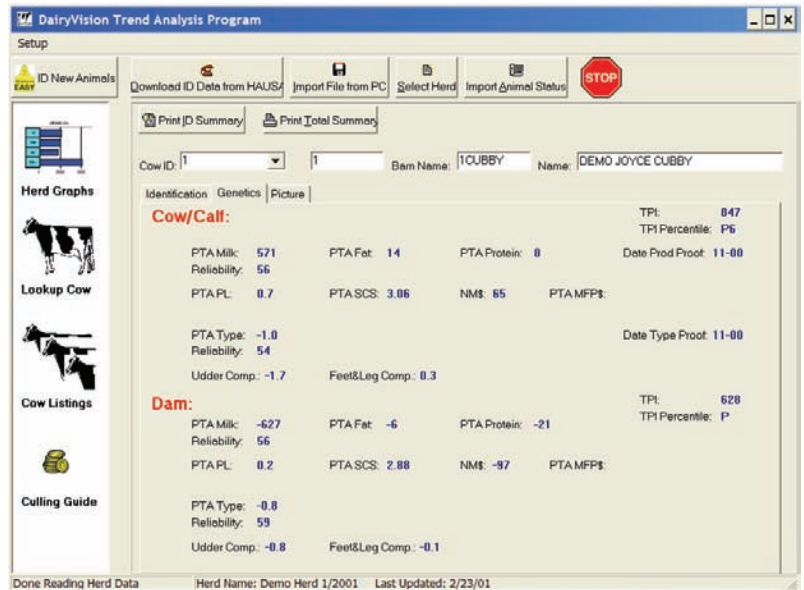 DairyVision Trend Analysis Program
Setup
EASY ID New Animals
Download ID Data from HAUSA
Import File from PC
Select Herd
Import Animal Status
STOP
Print ID Summary Print Total Summary
Cow ID: 1 1 Barn Name: 1CUBBY Name: DEMO JOYCE CUBBY
Identification Genetics Picture
Herd Graphs
Lookup Cow
Cow Listings
Culling Guide
Cow/Calf: TPI: 847
TPI Percentile: P6
PTA Milk: 571 PTA Fat: 14 PTA Protein: 8 Date Prod Proof: 11-00
Reliability: 56
PTA PL: 0.7 PTA SCS: 3.06 NM$: 65 PTA MFP$:
PTA Type: -1.0 Date Type Proof: 11-00
Reliability: 54
Udder Comp.: -1.7 Feet&Leg Comp.: 0.3
Dam: TPI: 628
TPI Percentile: P
PTA Milk: -627 PTA Fat: -6 PTA Protein: -21
Reliability: 56
PTA PL: 0.2 PTA SCS: 2.88 NM$: -97 PTA MFP$:
PTA Type: -0.8
Reliability: 59
Udder Comp.: -0.8 Feet&Leg Comp.: -0.1
Done Reading Herd Data Herd Name: Demo Herd 1/2001 Last Updated: 2/23/01